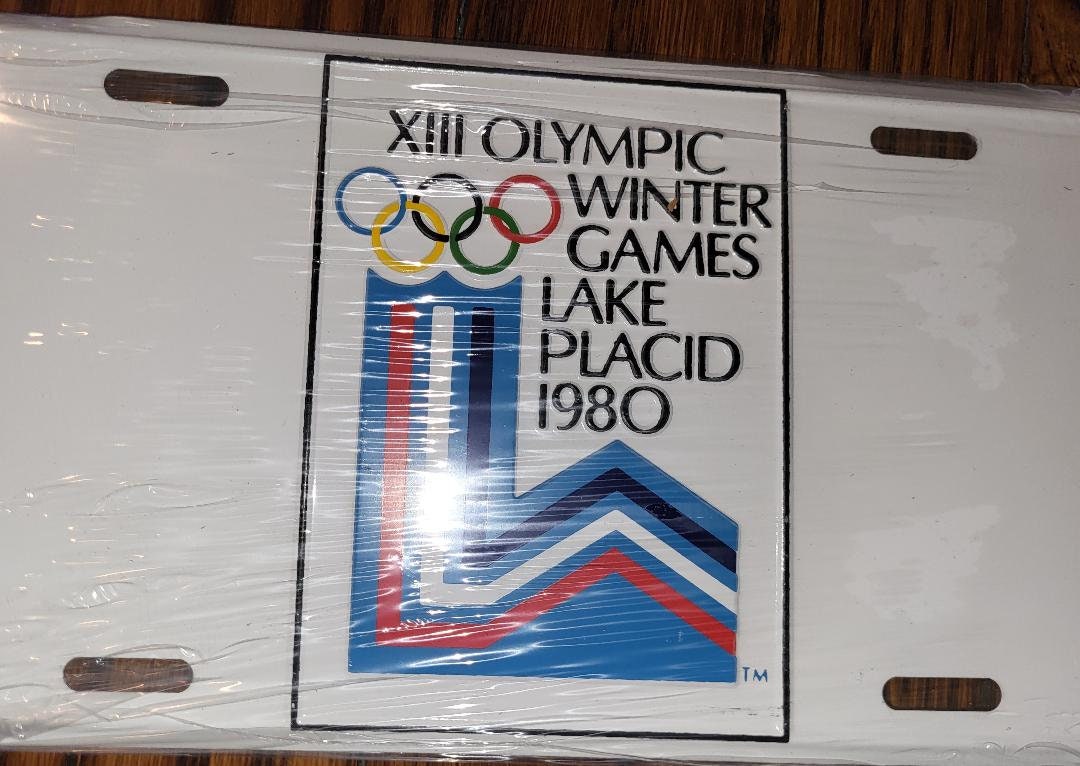 XIII OLYMPIC
WINTER
GAMES
LAKE
PLACID
1980
TM